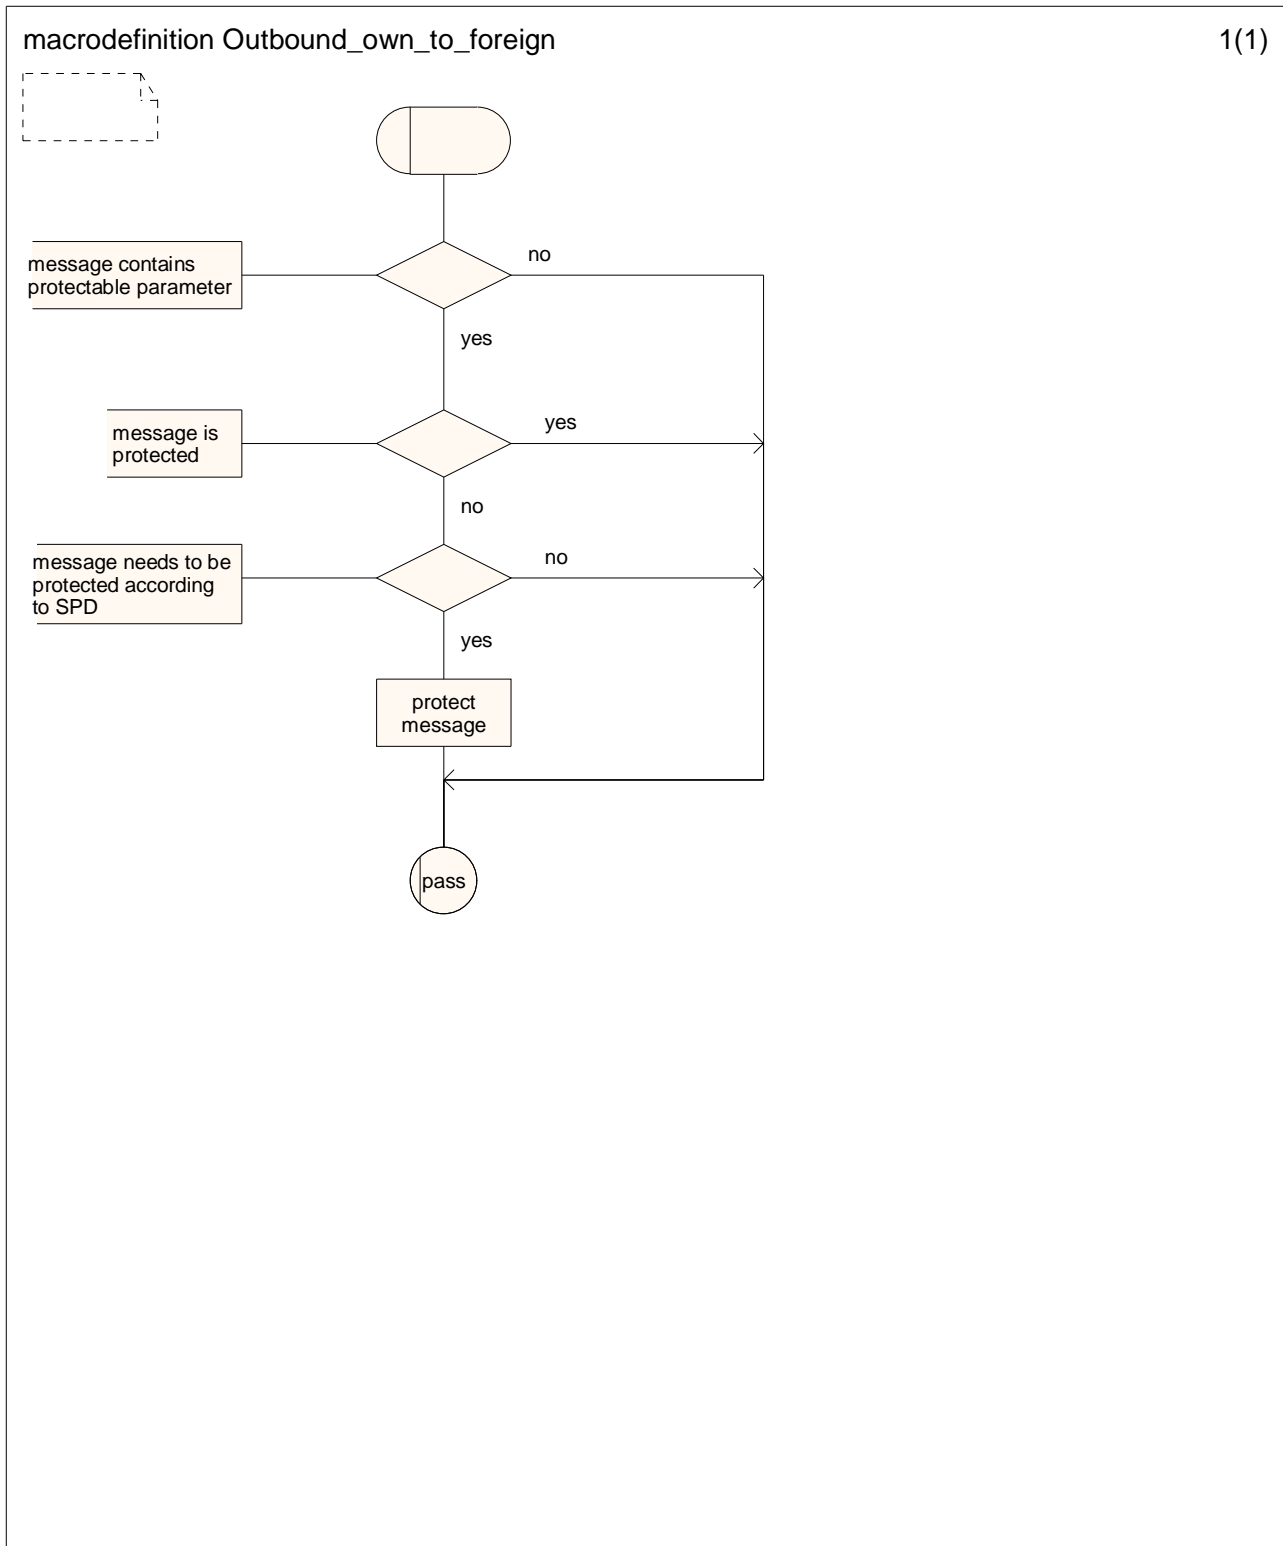 macrodefinition Outbound_own_to_foreign
1(1)
message contains
protectable parameter
no
yes
message is
protected
yes
no
message needs to be
protected according
to SPD
no
yes
protect
message
pass